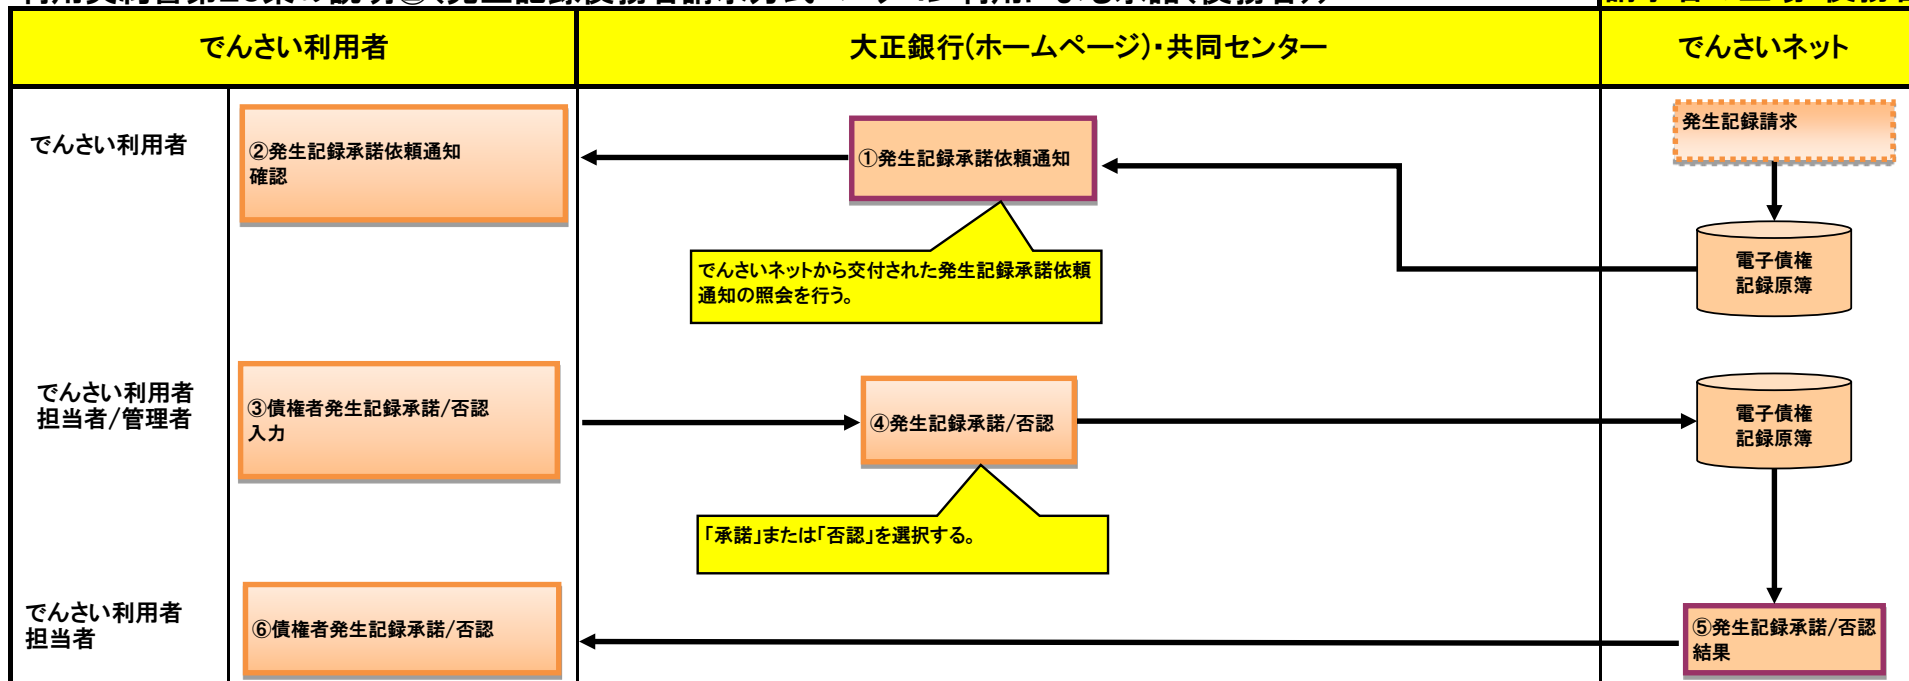 でんさい利用者
大正銀行(ホームページ)・共同センター
でんさいネット
でんさい利用者
②発生記録承諾依頼通知
確認
①発生記録承諾依頼通知
発生記録請求
でんさいネットから交付された発生記録承諾依頼
通知の照会を行う。
電子債権
記録原簿
でんさい利用者
担当者/管理者
③債権者発生記録承諾/否認
入力
④発生記録承諾/否認
電子債権
記録原簿
「承諾」または「否認」を選択する。
でんさい利用者
担当者
⑥債権者発生記録承諾/否認
⑤発生記録承諾/否認
結果